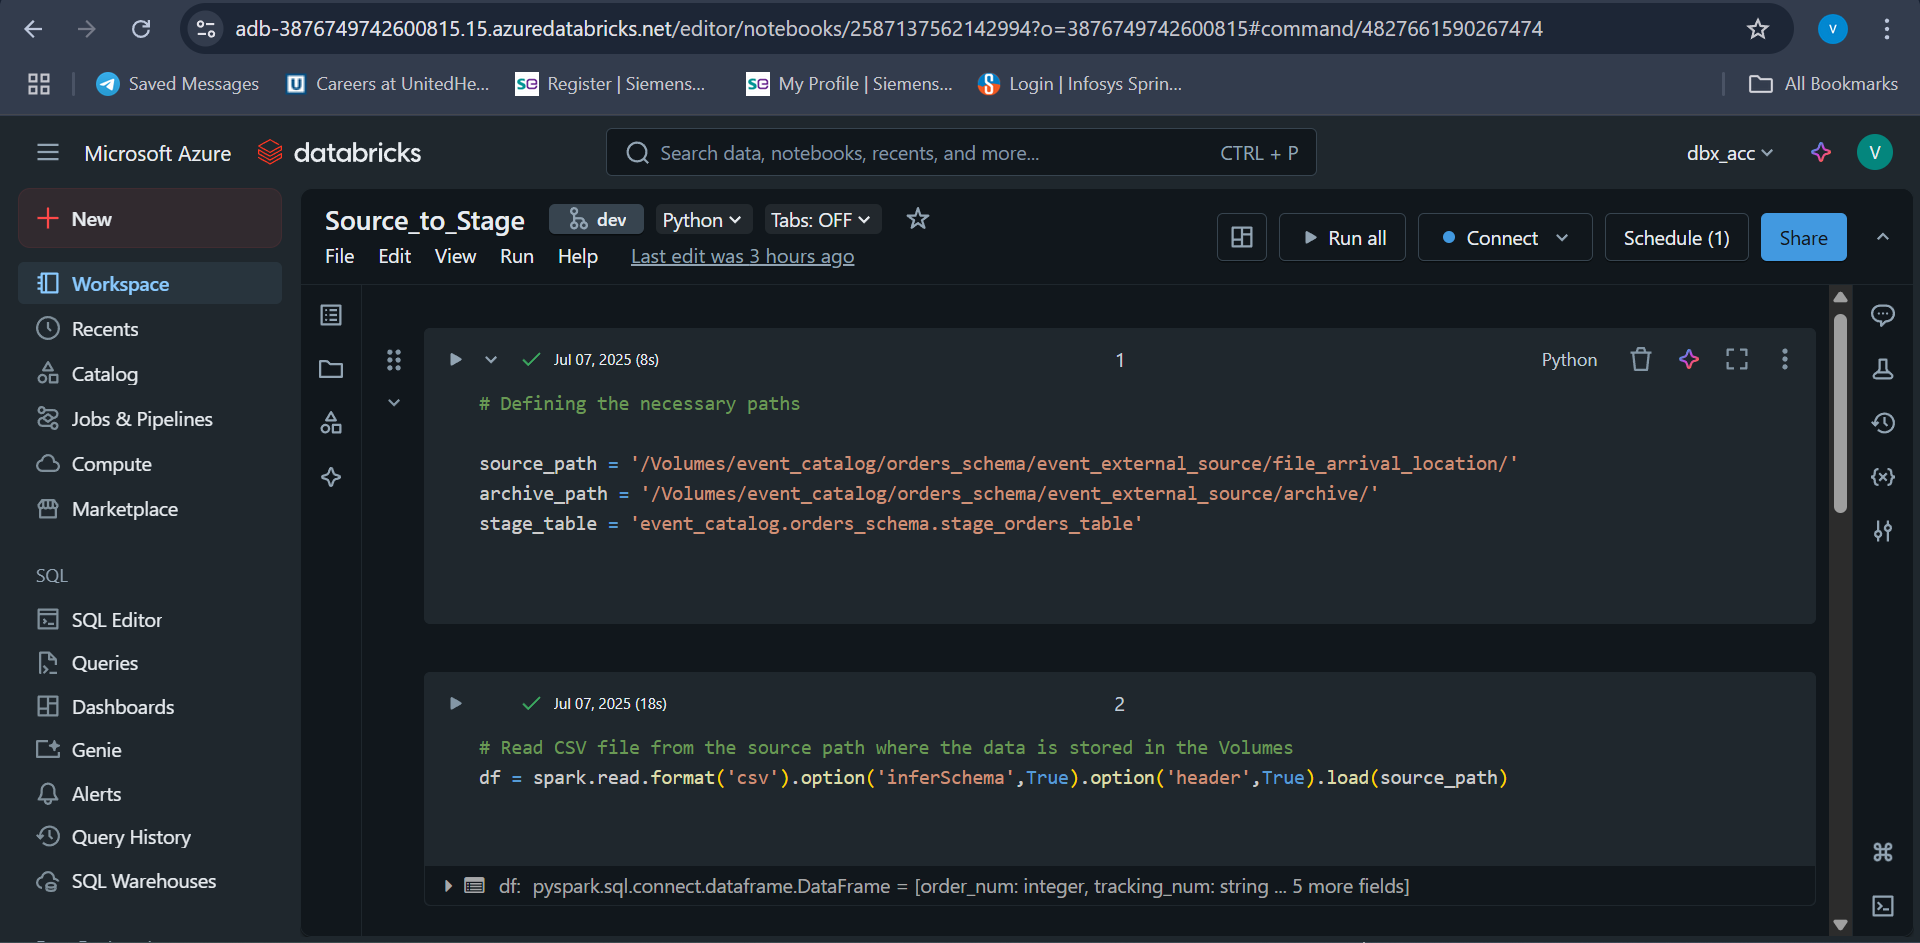 adb-3876749742600815.15.azuredatabricks.net/editor/notebooks/2587137562142994?o=3876749742600815#command/4827661590267474
V
Saved Messages
Careers at UnitedHe...
Register | Siemens...
My Profile | Siemens...
Login | Infosys Sprin...
All Bookmarks
Microsoft Azure
databricks
Search data, notebooks, recents, and more...
CTRL + P
dbx_acc
V
New
Workspace
Recents
Catalog
Jobs & Pipelines
Compute
Marketplace
SQL
SQL Editor
Queries
Dashboards
Genie
Alerts
Query History
SQL Warehouses
Source_to_Stage
dev
Python
Tabs: OFF
File Edit View Run Help
Last edit was 3 hours ago
Run all
Connect
Schedule (1)
Share
Jul 07, 2025 (8s)
1
Python
# Defining the necessary paths
source_path = '/Volumes/event_catalog/orders_schema/event_external_source/file_arrival_location/'
archive_path = '/Volumes/event_catalog/orders_schema/event_external_source/archive/'
stage_table = 'event_catalog.orders_schema.stage_orders_table'
Jul 07, 2025 (18s)
2
# Read CSV file from the source path where the data is stored in the Volumes
df = spark.read.format('csv').option('inferSchema',True).option('header',True).load(source_path)
df: pyspark.sql.connect.dataframe.DataFrame = [order_num: integer, tracking_num: string ... 5 more fields]